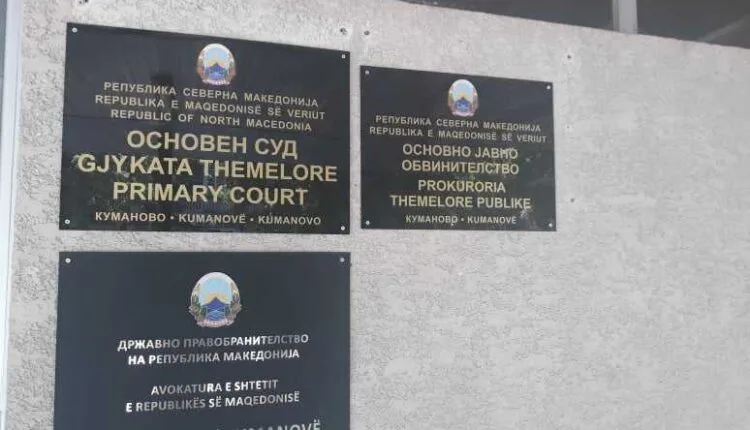 РЕПУБЛИКА СЕВЕРНА МАКЕДОНИЈА
REPUBLIKA E MAQEDONISË SË VERIUT
REPUBLIC OF NORTH MACEDONIA
ОСНОВЕН СУД
GJYKATA THEMELORE
PRIMARY COURT
КУМАНОВО • KUMANOVË • KUMANOVO
РЕПУБЛИКА СЕВЕРНА МАКЕДОНИЈА
REPUBLIKA E MAQEDONISË SË VERIUT
ОСНОВНО ЈАВНО
ОБВИНИТЕЛСТВО
PROKURORIA
THEMELORE PUBLIKE
КУМАНОВО • KUMANOVË
ДРЖАВНО ПРАВОБРАНИТЕЛСТВО
НА РЕПУБЛИКА МАКЕДОНИЈА
AVOKATURA E SHTETIT
E REPUBLIKËS SË MAQEDONISË
KUMANOVË